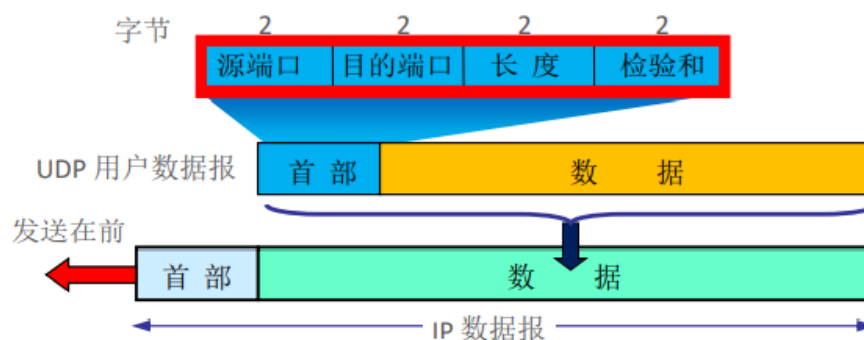 字节 2 2 2 2
源端口 目的端口 长 度 检验和
UDP 用户数据报 首 部 数 据
发送在前
首 部 数 据
IP 数据报